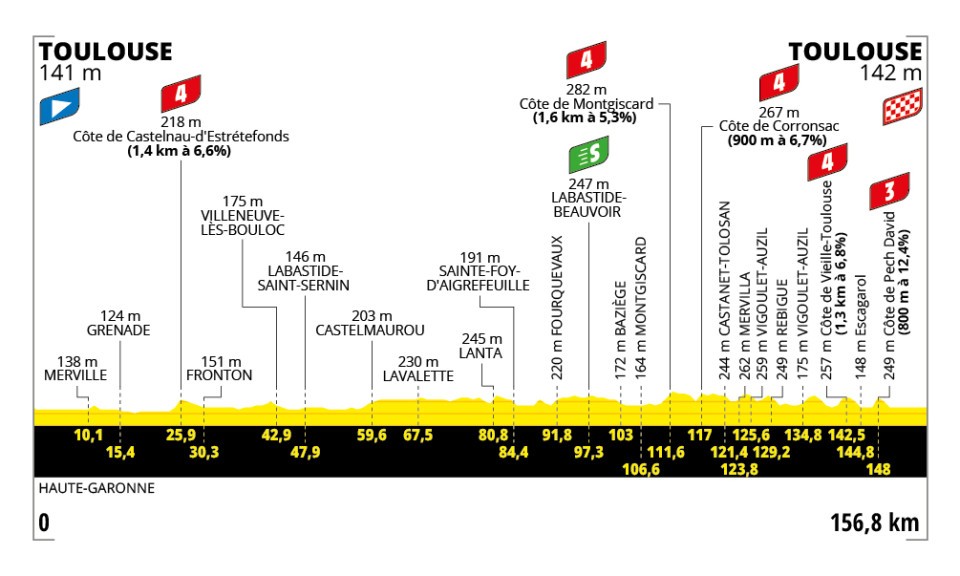 TOULOUSE
141 m
4
218 m
Côte de Castelnau-d'Estrétefonds
(1,4 km à 6,6%)
4
282 m
Côte de Montgiscard
(1,6 km à 5,3%)
S
247 m
LABASTIDE-
BEAUVOIR
TOULOUSE
142 m
4
267 m
Côte de Corronsac
(900 m à 6,7%)
4
3
138 m
MERVILLE
124 m
GRENADE
151 m
FRONTON
175 m
VILLENEUVE-
LÈS-BOULOC
146 m
LABASTIDE-
SAINT-SERNIN
203 m
CASTELMAUROU
230 m
LAVALETTE
245 m
LANTA
191 m
SAINTE-FOY-
D'AIGREFEUILLE
220 m FOURQUEVAUX
172 m BAZIÈGE
164 m MONTGISCARD
244 m CASTANET-TOLOSAN
262 m MERVILLA
259 m VIGOULET-AUZIL
249 m REBIGUE
175 m VIGOULET-AUZIL
257 m Côte de Vieille-Toulouse
(1,3 km à 6,8%)
148 m Escagarol
249 m Côte de Pech David
(800 m à 12,4%)
10,1
15,4
25,9
30,3
42,9
47,9
59,6
67,5
80,8
84,4
91,8
97,3
103
106,6
111,6
117
121,4
123,8
125,6
129,2
134,8
142,5
144,8
148
HAUTE-GARONNE
0
156,8 km